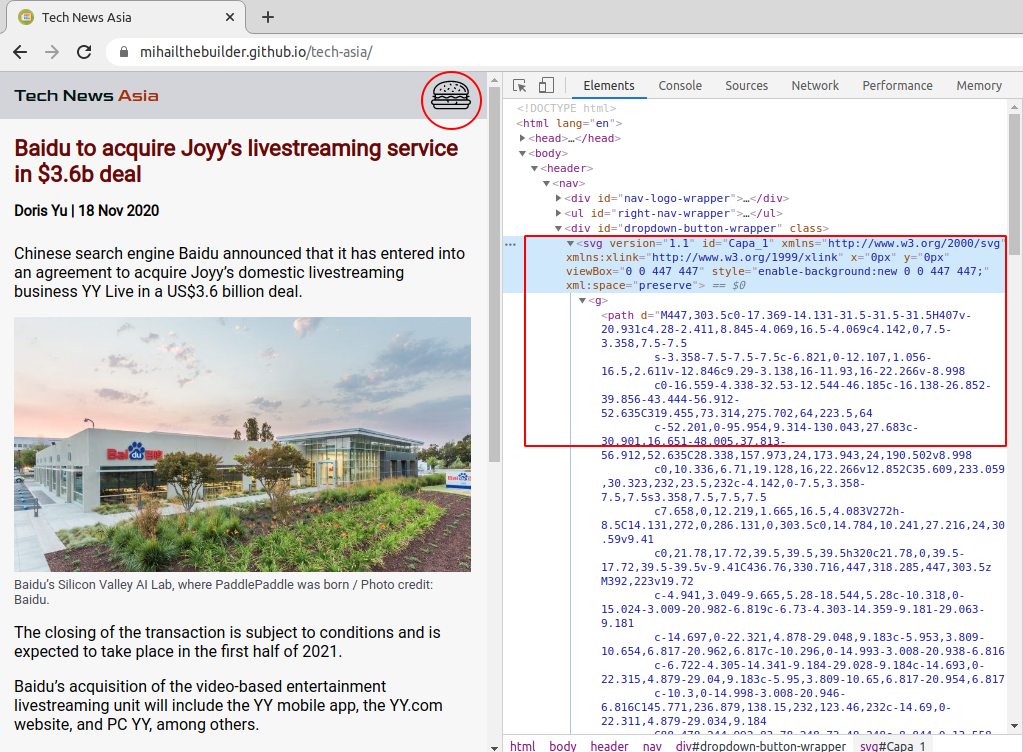 Tech News Asia
mihailthebuilder.github.io/tech-asia/
Tech News Asia
Baidu to acquire Joyy’s livestreaming service
in $3.6b deal
Doris Yu | 18 Nov 2020
Chinese search engine Baidu announced that it has entered into
an agreement to acquire Joyy’s domestic livestreaming
business YY Live in a US$3.6 billion deal.
Baidu
Baidu’s Silicon Valley AI Lab, where PaddlePaddle was born / Photo credit:
Baidu.
The closing of the transaction is subject to conditions and is
expected to take place in the first half of 2021.
Baidu’s acquisition of the video-based entertainment
livestreaming unit will include the YY mobile app, the YY.com
website, and PC YY, among others.
Elements Console Sources Network Performance Memory
<!DOCTYPE html>
<html lang="en">
<head>…</head>
<body>
<header>
<nav>
<div id="nav-logo-wrapper">…</div>
<ul id="right-nav-wrapper">…</ul>
<div id="dropdown-button-wrapper" class>
<svg version="1.1" id="Capa_1" xmlns="http://www.w3.org/2000/svg"
xmlns:xlink="http://www.w3.org/1999/xlink" x="0px" y="0px"
viewBox="0 0 447 447" style="enable-background:new 0 0 447 447;"
xml:space="preserve"> == $0
<g>
<path d="M447,303.5c0-17.369-14.131-31.5-31.5-31.5H407v-
20.931c4.28-2.411,8.845-4.069,16.5-4.069c4.142,0,7.5-
3.358,7.5-7.5
s-3.358-7.5-7.5-7.5c-6.821,0-12.107,1.056-
16.5,2.611v-12.846c9.29-3.138,16-11.93,16-22.266v-8.998
c0-16.559-4.338-32.53-12.544-46.185c-16.138-26.852-
39.856-43.444-56.912-
52.635C319.455,73.314,275.702,64,223.5,64
c-52.201,0-95.954,9.314-130.043,27.683c-
30.901,16.651-48.005,37.813-
56.912,52.635C28.338,157.973,24,173.943,24,190.502v8.998
c0,10.336,6.71,19.128,16,22.266v12.852C35.609,233.059
,30.323,232,23.5,232c-4.142,0-7.5,3.358-
7.5,7.5s3.358,7.5,7.5,7.5
c7.658,0,12.219,1.665,16.5,4.083V272h-
8.5C14.131,272,0,286.131,0,303.5c0,14.784,10.241,27.216,24,30
.59v9.41
c0,21.78,17.72,39.5,39.5,39.5h320c21.78,0,39.5-
17.72,39.5-39.5v-9.41C436.76,330.716,447,318.285,447,303.5z
M392,223v19.72
c-4.941,3.049-9.665,5.28-18.544,5.28c-10.318,0-
15.024-3.009-20.982-6.819c-6.73-4.303-14.359-9.181-29.063-
9.181
c-14.697,0-22.321,4.878-29.048,9.183c-5.953,3.809-
10.654,6.817-20.962,6.817c-10.296,0-14.993-3.008-20.938-6.816
c-6.722-4.305-14.341-9.184-29.028-9.184c-14.693,0-
22.315,4.879-29.04,9.183c-5.95,3.809-10.65,6.817-20.954,6.817
c-10.3,0-14.998-3.008-20.946-
6.816C145.771,236.879,138.15,232,123.46,232c-14.69,0-
22.311,4.879-29.034,9.184
html body header nav div#dropdown-button-wrapper svg#Capa_1